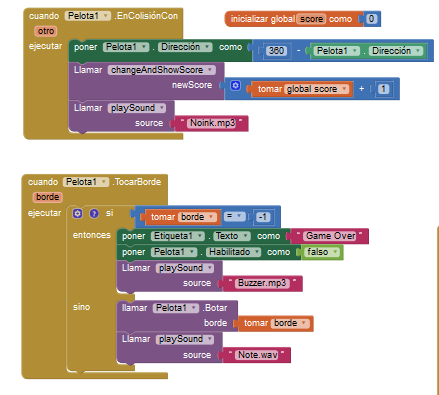 cuando Pelota1 .EnColisiónCon
inicializar global score como 0
otro
ejecutar poner Pelota1 . Dirección como 360 - Pelota1 . Dirección
Llamar changeAndShowScore
newScore tomar global score + 1
Llamar playSound
source " Noink.mp3 "
cuando Pelota1 .TocarBorde
borde
ejecutar si tomar borde = -1
entonces poner Etiqueta1 . Texto como " Game Over "
poner Pelota1 . Habilitado como falso
Llamar playSound
source " Buzzer.mp3 "
sino llamar Pelota1 .Botar
borde tomar borde
Llamar playSound
source " Note.wav "